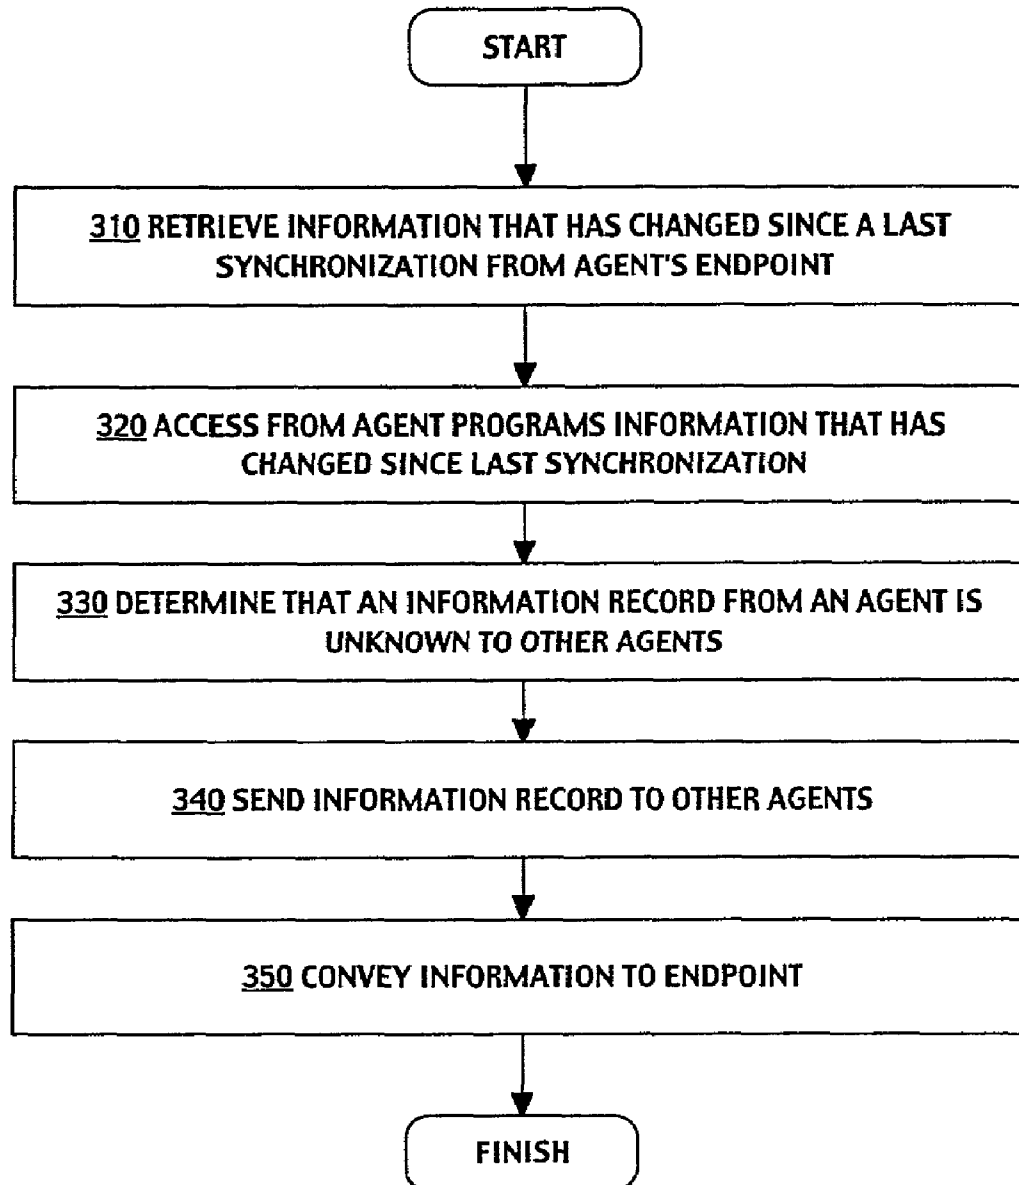 START
310 RETRIEVE INFORMATION THAT HAS CHANGED SINCE A LAST
SYNCHRONIZATION FROM AGENT'S ENDPOINT
320 ACCESS FROM AGENT PROGRAMS INFORMATION THAT HAS
CHANGED SINCE LAST SYNCHRONIZATION
330 DETERMINE THAT AN INFORMATION RECORD FROM AN AGENT IS
UNKNOWN TO OTHER AGENTS
340 SEND INFORMATION RECORD TO OTHER AGENTS
350 CONVEY INFORMATION TO ENDPOINT
FINISH